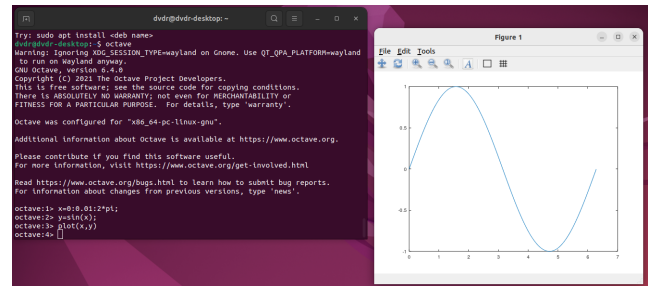 dvdr@dvdr-desktop: ~
Try: sudo apt install <deb name>
dvdr@dvdr-desktop:~$ octave
Warning: Ignoring XDG_SESSION_TYPE=wayland on Gnome. Use QT_QPA_PLATFORM=wayland
 to run on Wayland anyway.
GNU Octave, version 6.4.0
Copyright (C) 2021 The Octave Project Developers.
This is free software; see the source code for copying conditions.
There is ABSOLUTELY NO WARRANTY; not even for MERCHANTABILITY or
FITNESS FOR A PARTICULAR PURPOSE.  For details, type 'warranty'.
Octave was configured for "x86_64-pc-linux-gnu".
Additional information about Octave is available at https://www.octave.org.
Please contribute if you find this software useful.
For more information, visit https://www.octave.org/get-involved.html
Read https://www.octave.org/bugs.html to learn how to submit bug reports.
For information about changes from previous versions, type 'news'.
octave:1> x=0:0.01:2*pi;
octave:2> y=sin(x);
octave:3> plot(x,y)
octave:4>
Figure 1
File Edit Tools
A
1
0.5
0
-0.5
-1
0 1 2 3 4 5 6 7